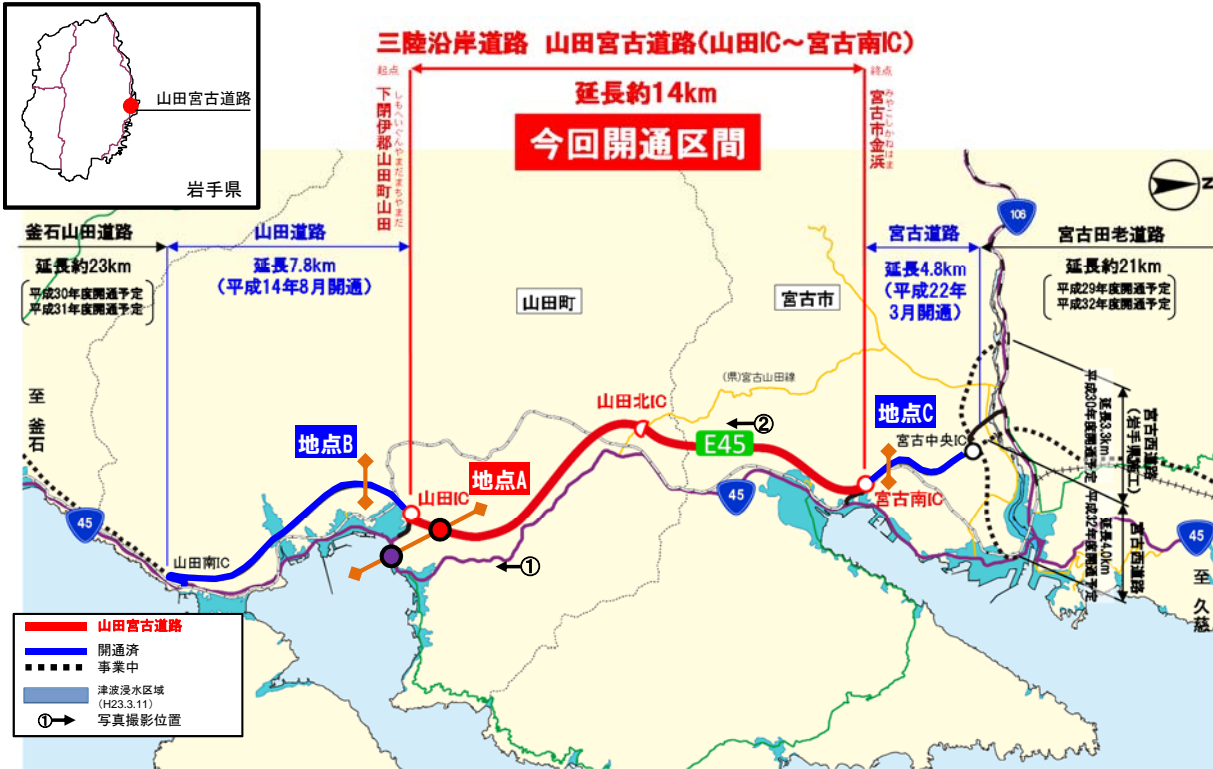 山田宮古道路
岩手県
三陸沿岸道路 山田宮古道路(山田IC～宮古南IC)
起点
終点
延長約14km
今回開通区間
下閉伊郡山田町山田
しもへいぐんやまだまちやまだ
宮古市金浜
みやこしかねはま
N
106
釜石山田道路
延長約23km
平成30年度開通予定
平成31年度開通予定
山田道路
延長7.8km
(平成14年8月開通)
山田町
宮古市
宮古道路
延長4.8km
(平成22年
3月開通)
宮古田老道路
延長約21km
平成29年度開通予定
平成32年度開通予定
(県)宮古山田線
至 釜石
地点B
山田北IC
②
E45
地点C
宮古中央IC
宮古西道路
(岩手県施工)
延長3.3km
平成30年度開通予定
山田IC
地点A
宮古南IC
45
45
45
宮古西道路
延長4.0km
平成32年度開通予定
至 久慈
山田南IC
①
山田宮古道路
開通済
事業中
津波浸水区域
(H23.3.11)
① 写真撮影位置